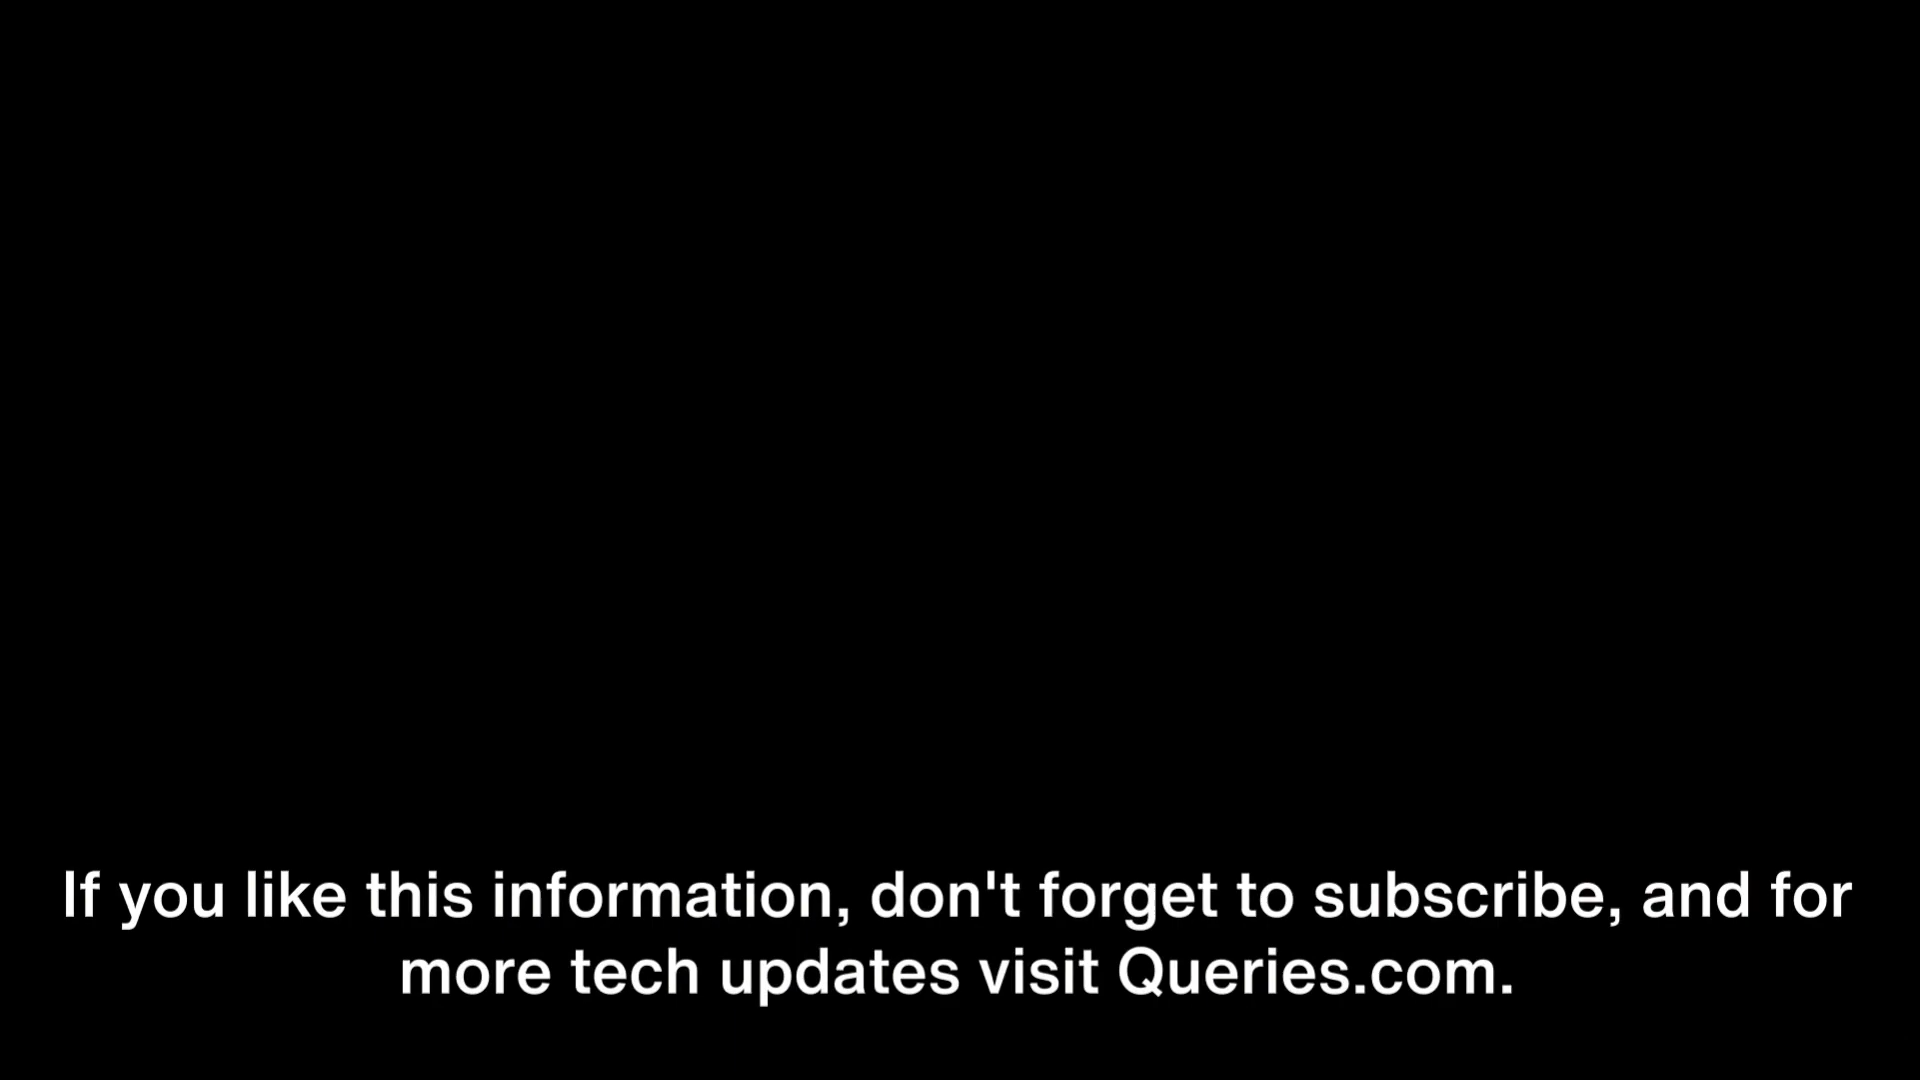 If you like this information, don't forget to subscribe, and for
more tech updates visit Queries.com.